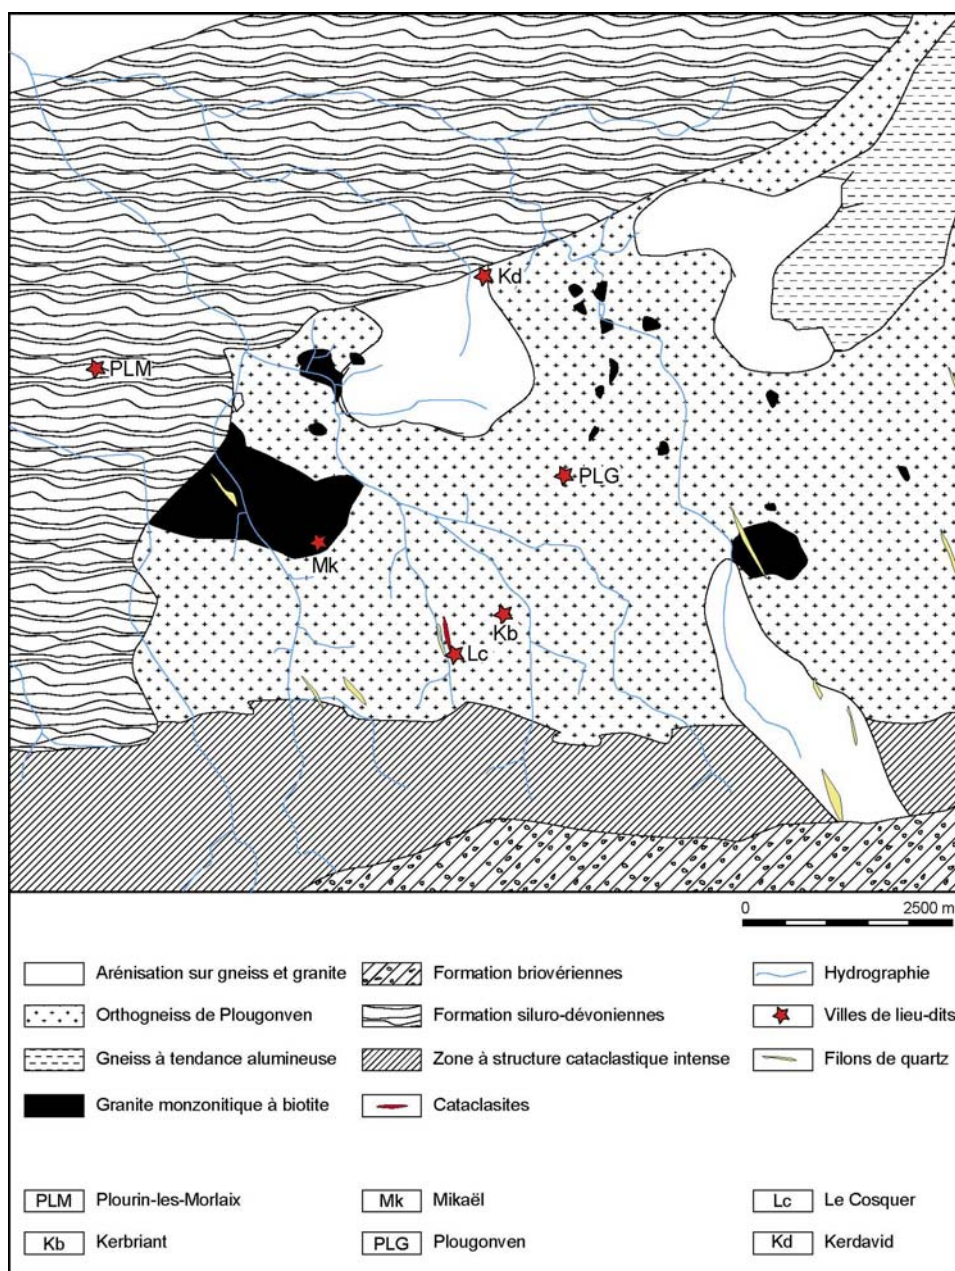 Kd
PLM
PLG
Mk
Kb
Lc
0 2500 m
Arénisation sur gneiss et granite
Formation briovériennes
Hydrographie
Orthogneiss de Plougonven
Formation siluro-dévoniennes
Villes de lieu-dits
Gneiss à tendance alumineuse
Zone à structure cataclastique intense
Filons de quartz
Granite monzonitique à biotite
Cataclasites
PLM Plourin-les-Morlaix
Mk Mikaël
Lc Le Cosquer
Kb Kerbriant
PLG Plougonven
Kd Kerdavid